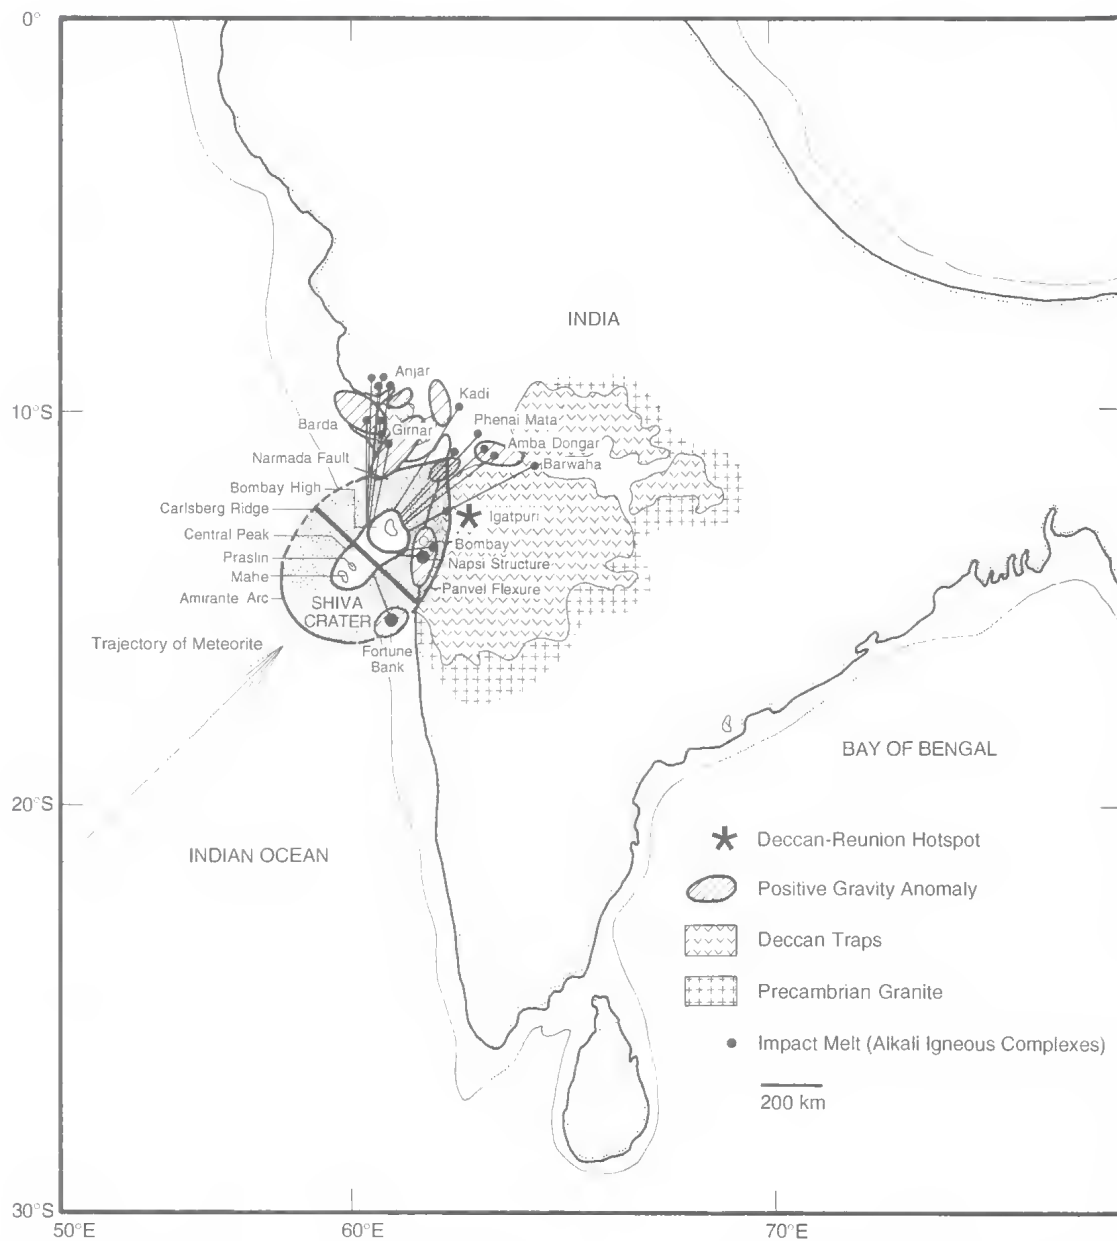 0°
INDIA
Anjar
Kadi
10°S
Barda
Girnar
Phenai Mata
Amba Dongar
Narmada Fault
Barwaha
Bombay High
Carlsberg Ridge
Igatpuri
Central Peak
Bombay
Praslin
Napsi Structure
Mahe
Panvel Flexure
Amirante Arc
SHIVA
CRATER
Trajectory of Meteorite
Fortune
Bank
BAY OF BENGAL
20°S
INDIAN OCEAN
Deccan-Reunion Hotspot
Positive Gravity Anomaly
Deccan Traps
Precambrian Granite
Impact Melt (Alkali Igneous Complexes)
200 km
30°S
50°E
60°E
70°E